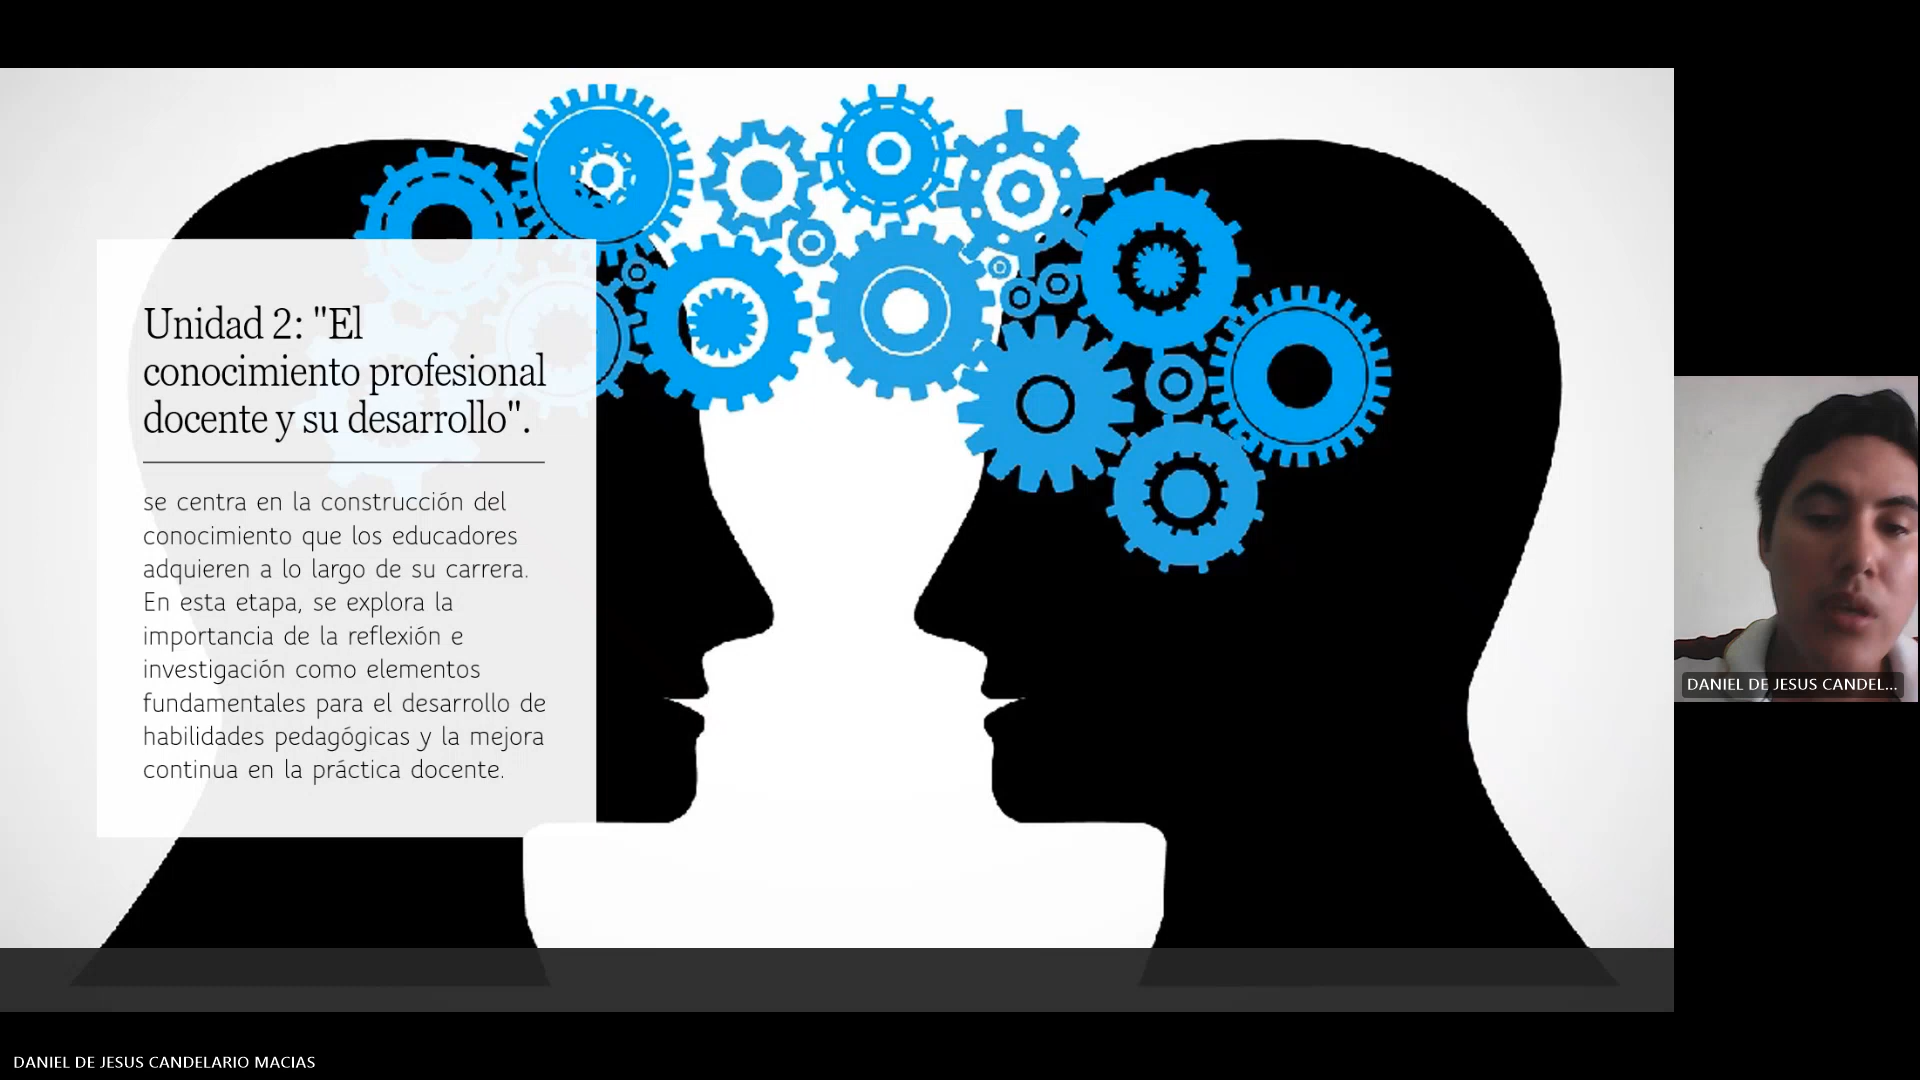 Unidad 2: "El
conocimiento profesional
docente y su desarrollo".
se centra en la construcción del
conocimiento que los educadores
adquieren a lo largo de su carrera.
En esta etapa, se explora la
importancia de la reflexión e
investigación como elementos
fundamentales para el desarrollo de
habilidades pedagógicas y la mejora
continua en la práctica docente.
DANIEL DE JESUS CANDEL...
DANIEL DE JESUS CANDELARIO MACIAS